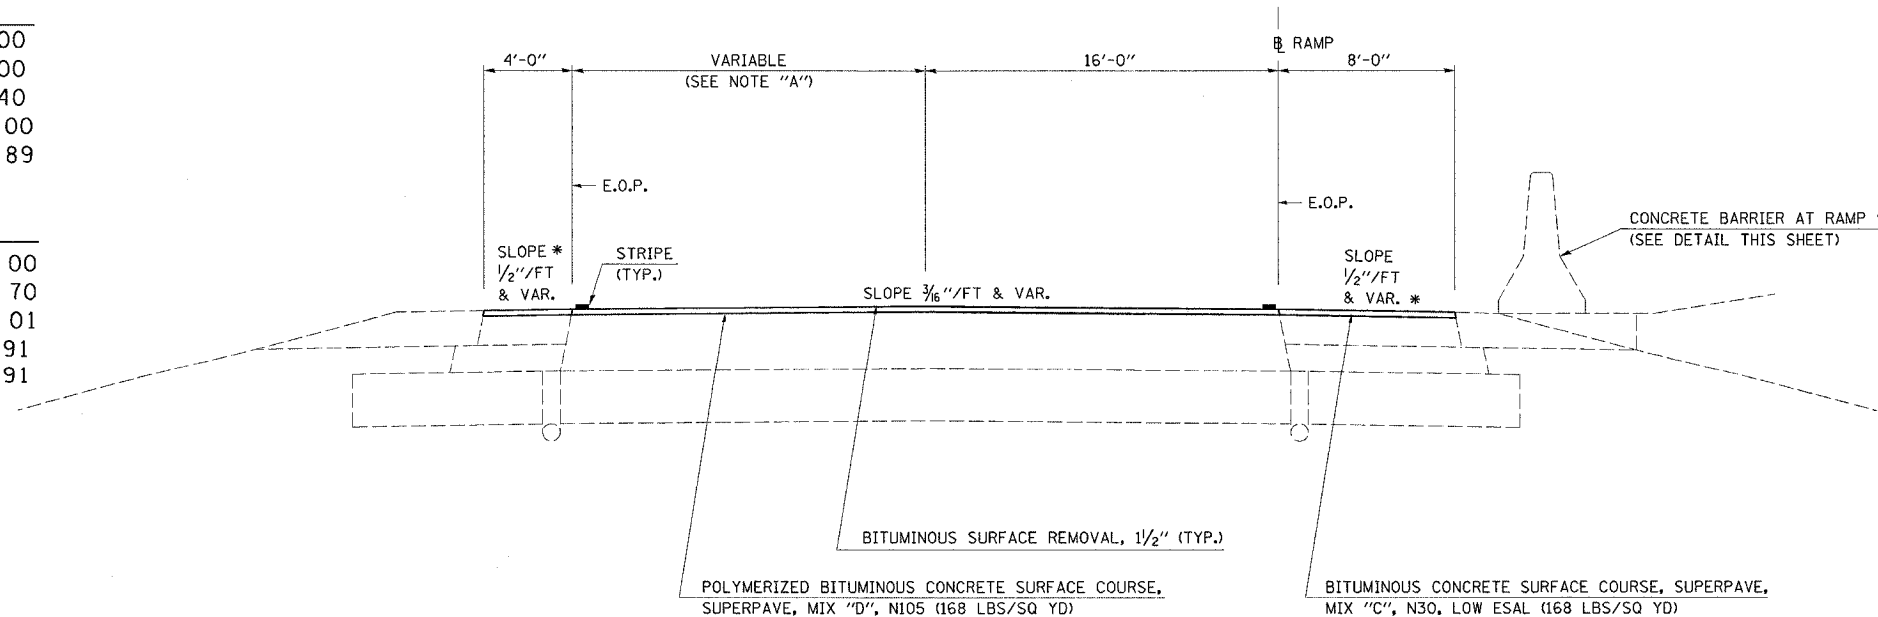 00
00
40
00
89
00
70
01
91
91
℄ RAMP
4'-0"
VARIABLE
(SEE NOTE "A")
16'-0"
8'-0"
E.O.P.
E.O.P.
CONCRETE BARRIER AT RAMP
(SEE DETAIL THIS SHEET)
SLOPE *
1/2"/FT
& VAR.
STRIPE
(TYP.)
SLOPE 3/16"/FT & VAR.
SLOPE
1/2"/FT
& VAR. *
BITUMINOUS SURFACE REMOVAL, 1 1/2" (TYP.)
POLYMERIZED BITUMINOUS CONCRETE SURFACE COURSE,
SUPERPAVE, MIX "D", N105 (168 LBS/SQ YD)
BITUMINOUS CONCRETE SURFACE COURSE, SUPERPAVE,
MIX "C", N30, LOW ESAL (168 LBS/SQ YD)